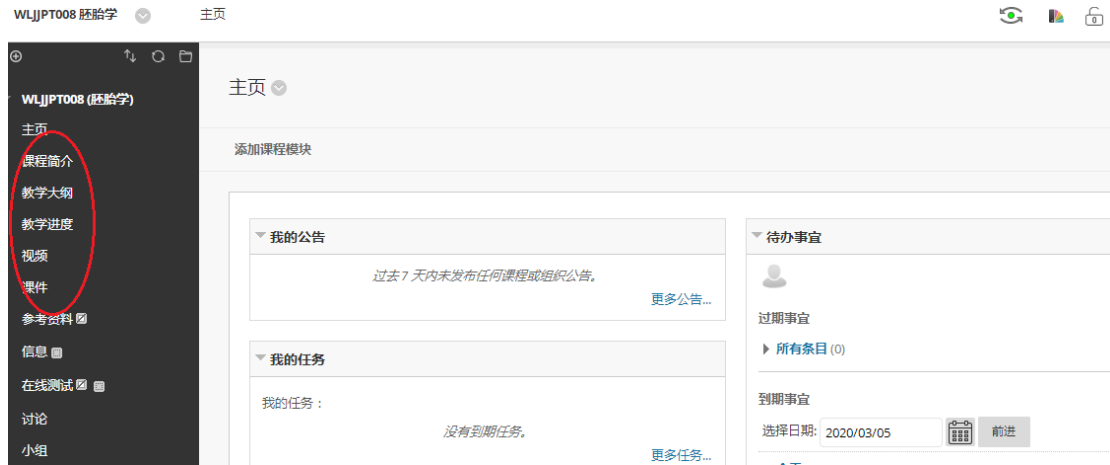 WLJJPT008 胚胎学 主页
WLJJPT008 (胚胎学)
主页
课程简介
教学大纲
教学进度
视频
课件
参考资料
信息
在线测试
讨论
小组
主页
添加课程模块
我的公告
过去 7 天内未发布任何课程或组织公告。
更多公告...
我的任务
我的任务：
没有到期任务。
更多任务...
待办事宜
过期事宜
所有条目 (0)
到期事宜
选择日期: 2020/03/05 前进